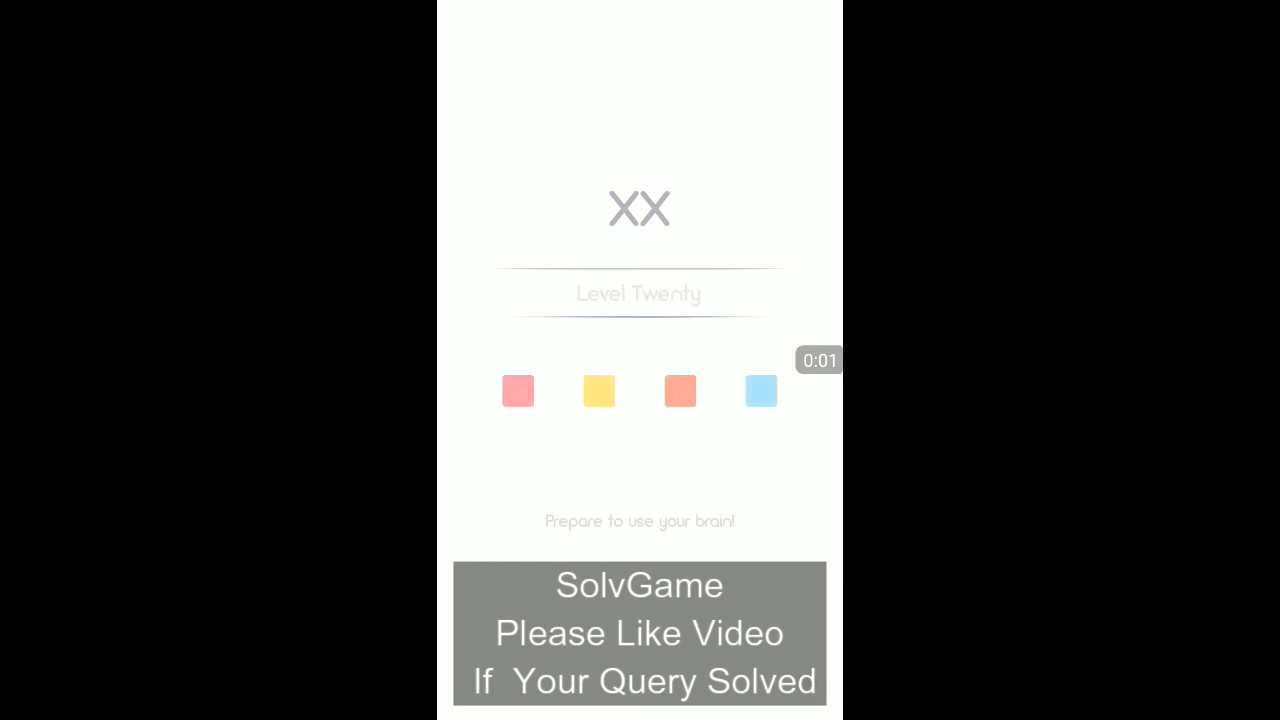 XX
Level Twenty
0:01
Prepare to use your brain!
SolvGame
Please Like Video
If Your Query Solved